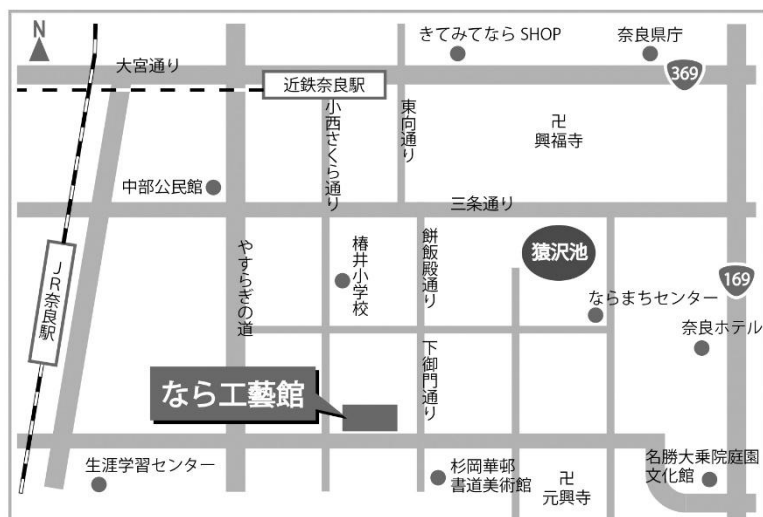 N
きてみてなら SHOP
奈良県庁
大宮通り
369
近鉄奈良駅
小西さくら通り
東向通り
卍
興福寺
中部公民館
三条通り
やすらぎの道
椿井小学校
餅飯殿通り
猿沢池
169
JR奈良駅
ならまちセンター
奈良ホテル
下御門通り
なら工藝館
生涯学習センター
杉岡華邨
書道美術館
卍
元興寺
名勝大乗院庭園
文化館